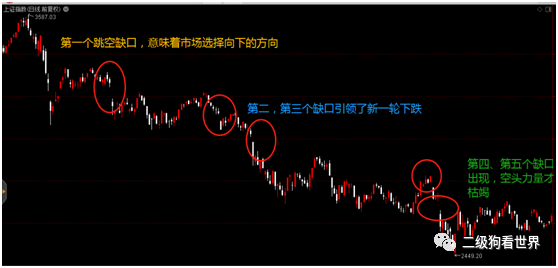 上证指数(日线 前复权)
3587.03
第一个跳空缺口，意味着市场选择向下的方向
第二，第三个缺口引领了新一轮下跌
第四、第五个缺口
出现，空头力量才
枯竭
二级狗看世界
2449.20